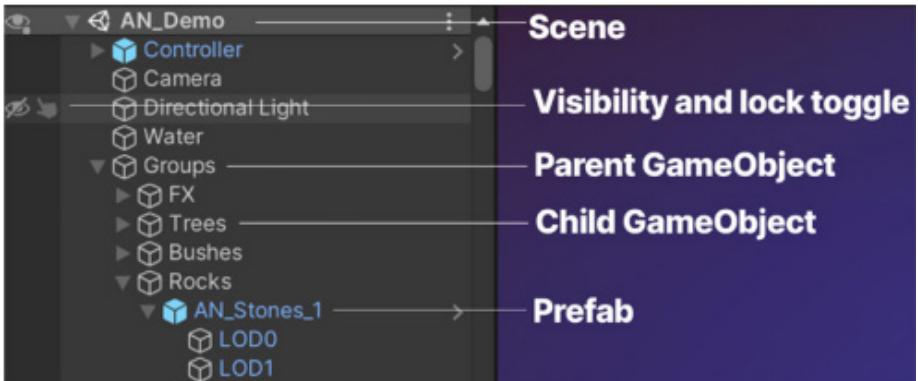 AN_Demo
Scene
Controller
Camera
Directional Light
Visibility and lock toggle
Water
Groups
Parent GameObject
FX
Trees
Child GameObject
Bushes
Rocks
AN_Stones_1
Prefab
LOD0
LOD1